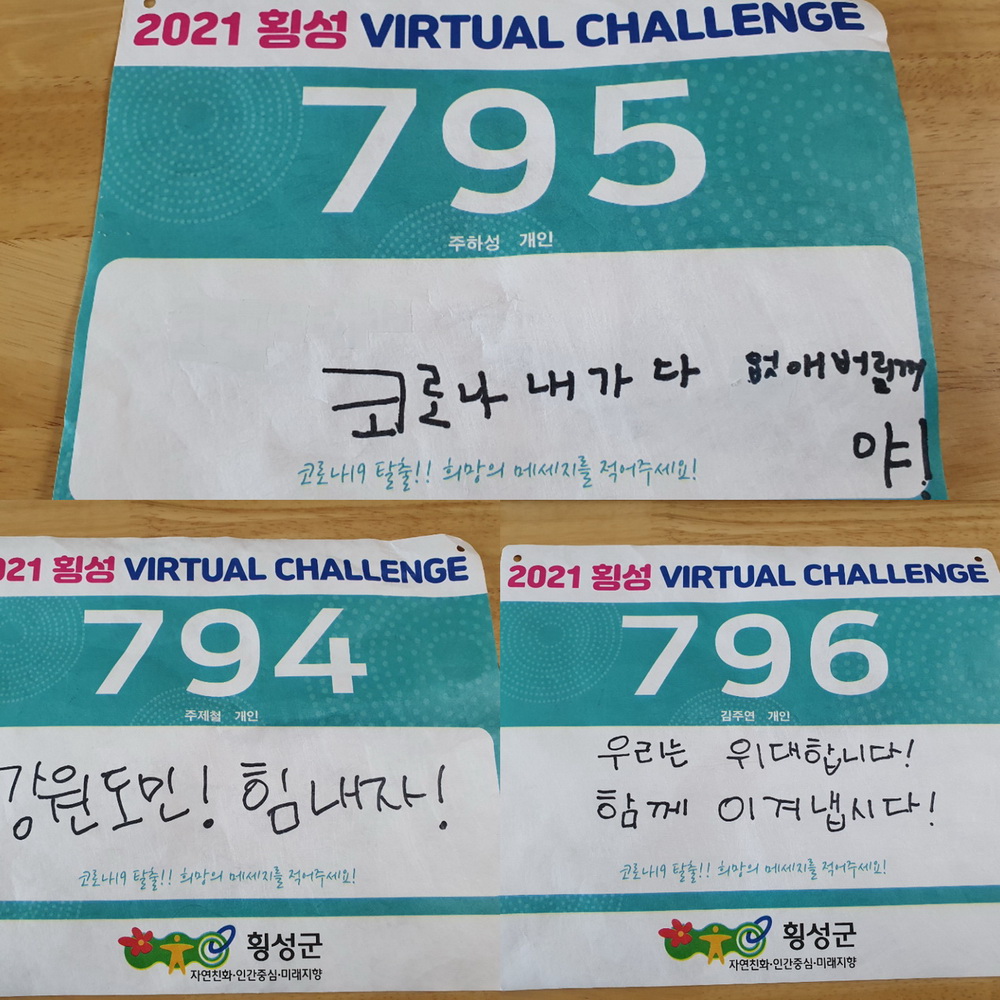 2021 횡성 VIRTUAL CHALLENGE
795
주하성 개인
코로나 내가 다 없애버릴꺼
야!
코로나19 탈출!! 희망의 메세지를 적어주세요!
021 횡성 VIRTUAL CHALLENGE
794
주제철 개인
강원도민! 힘내자!
코로나19 탈출!! 희망의 메세지를 적어주세요!
횡성군
자연친화·인간중심·미래지향
2021 횡성 VIRTUAL CHALLENGE
796
김주연 개인
우리는 위대합니다!
함께 이겨냅시다!
코로나19 탈출!! 희망의 메세지를 적어주세요!
횡성군
자연친화·인간중심·미래지향